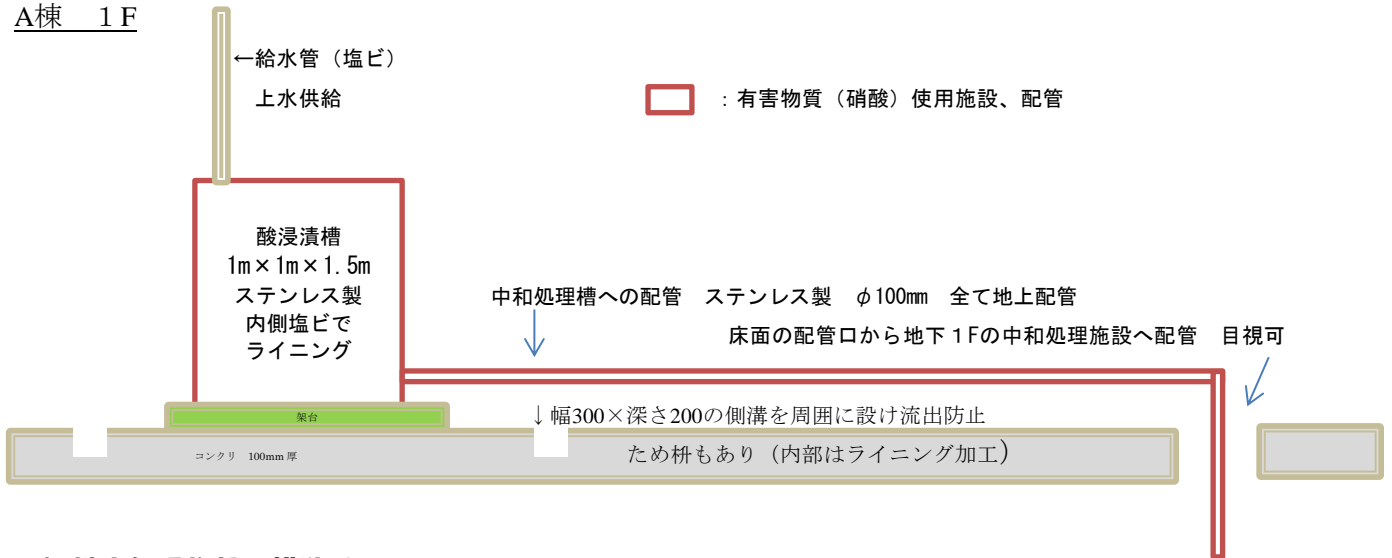 A棟　１F
←給水管（塩ビ）
上水供給
：有害物質（硝酸）使用施設、配管
酸浸漬槽
1m×1m×1.5m
ステンレス製
内側塩ビで
ライニング
中和処理槽への配管　ステンレス製　φ100㎜　全て地上配管
床面の配管口から地下１Fの中和処理施設へ配管　目視可
架台
↓幅300×深さ200の側溝を周囲に設け流出防止
コンクリ　100mm厚
ため枡もあり（内部はライニング加工）